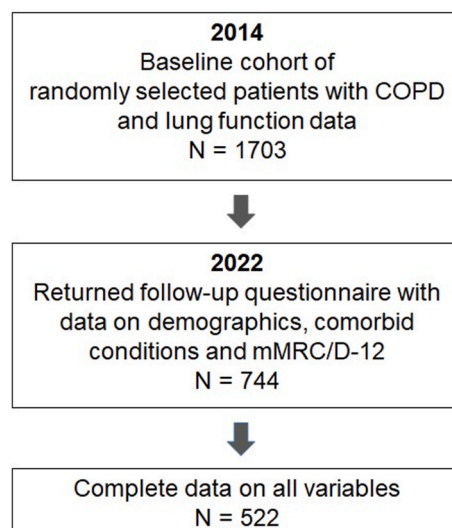 2014
Baseline cohort of
randomly selected patients with COPD
and lung function data
N = 1703
2022
Returned follow-up questionnaire with
data on demographics, comorbid
conditions and mMRC/D-12
N = 744
Complete data on all variables
N = 522